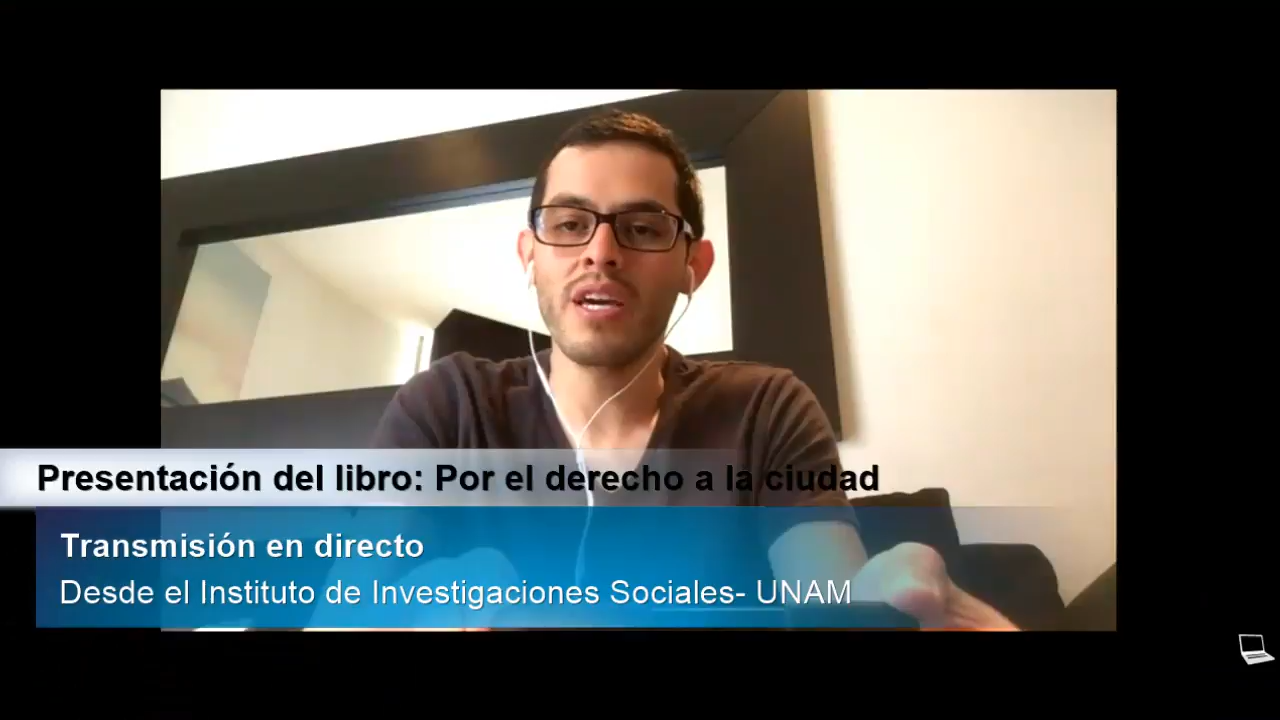 Presentación del libro: Por el derecho a la ciudad
Transmisión en directo
Desde el Instituto de Investigaciones Sociales- UNAM